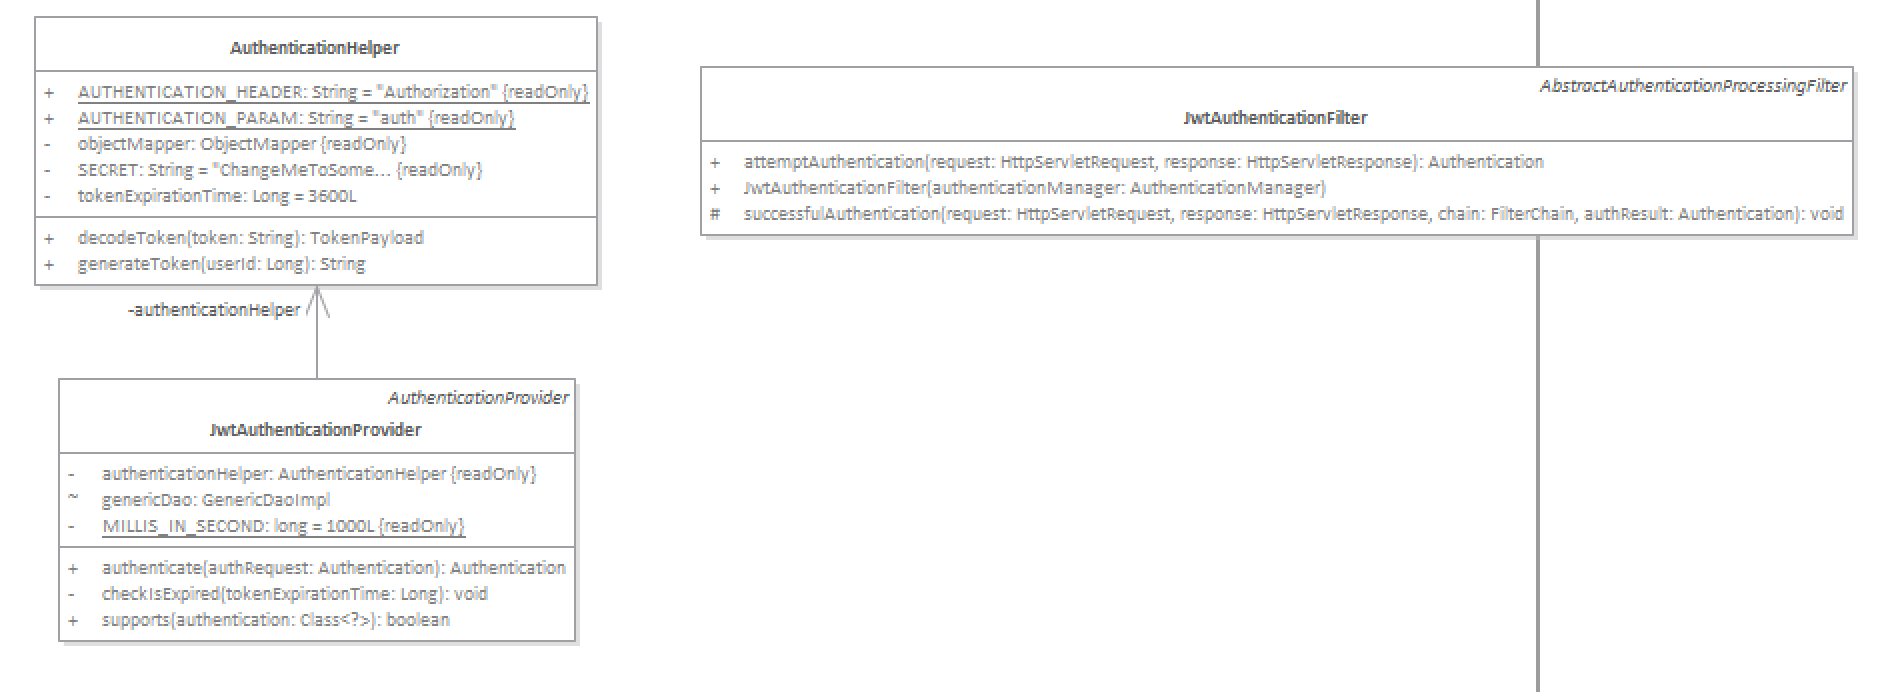 AuthenticationHelper
+ AUTHENTICATION_HEADER: String = "Authorization" {readOnly}
+ AUTHENTICATION_PARAM: String = "auth" {readOnly}
- objectMapper: ObjectMapper {readOnly}
- SECRET: String = "ChangeMeToSome... {readOnly}
- tokenExpirationTime: Long = 3600L
+ decodeToken(token: String): TokenPayload
+ generateToken(userId: Long): String
-authenticationHelper
AuthenticationProvider
JwtAuthenticationProvider
- authenticationHelper: AuthenticationHelper {readOnly}
~ genericDao: GenericDaoImpl
- MILLIS_IN_SECOND: long = 1000L {readOnly}
+ authenticate(authRequest: Authentication): Authentication
- checkIsExpired(tokenExpirationTime: Long): void
+ supports(authentication: Class<?>): boolean
AbstractAuthenticationProcessingFilter
JwtAuthenticationFilter
+ attemptAuthentication(request: HttpServletRequest, response: HttpServletResponse): Authentication
+ JwtAuthenticationFilter(authenticationManager: AuthenticationManager)
# successfulAuthentication(request: HttpServletRequest, response: HttpServletResponse, chain: FilterChain, authResult: Authentication): void